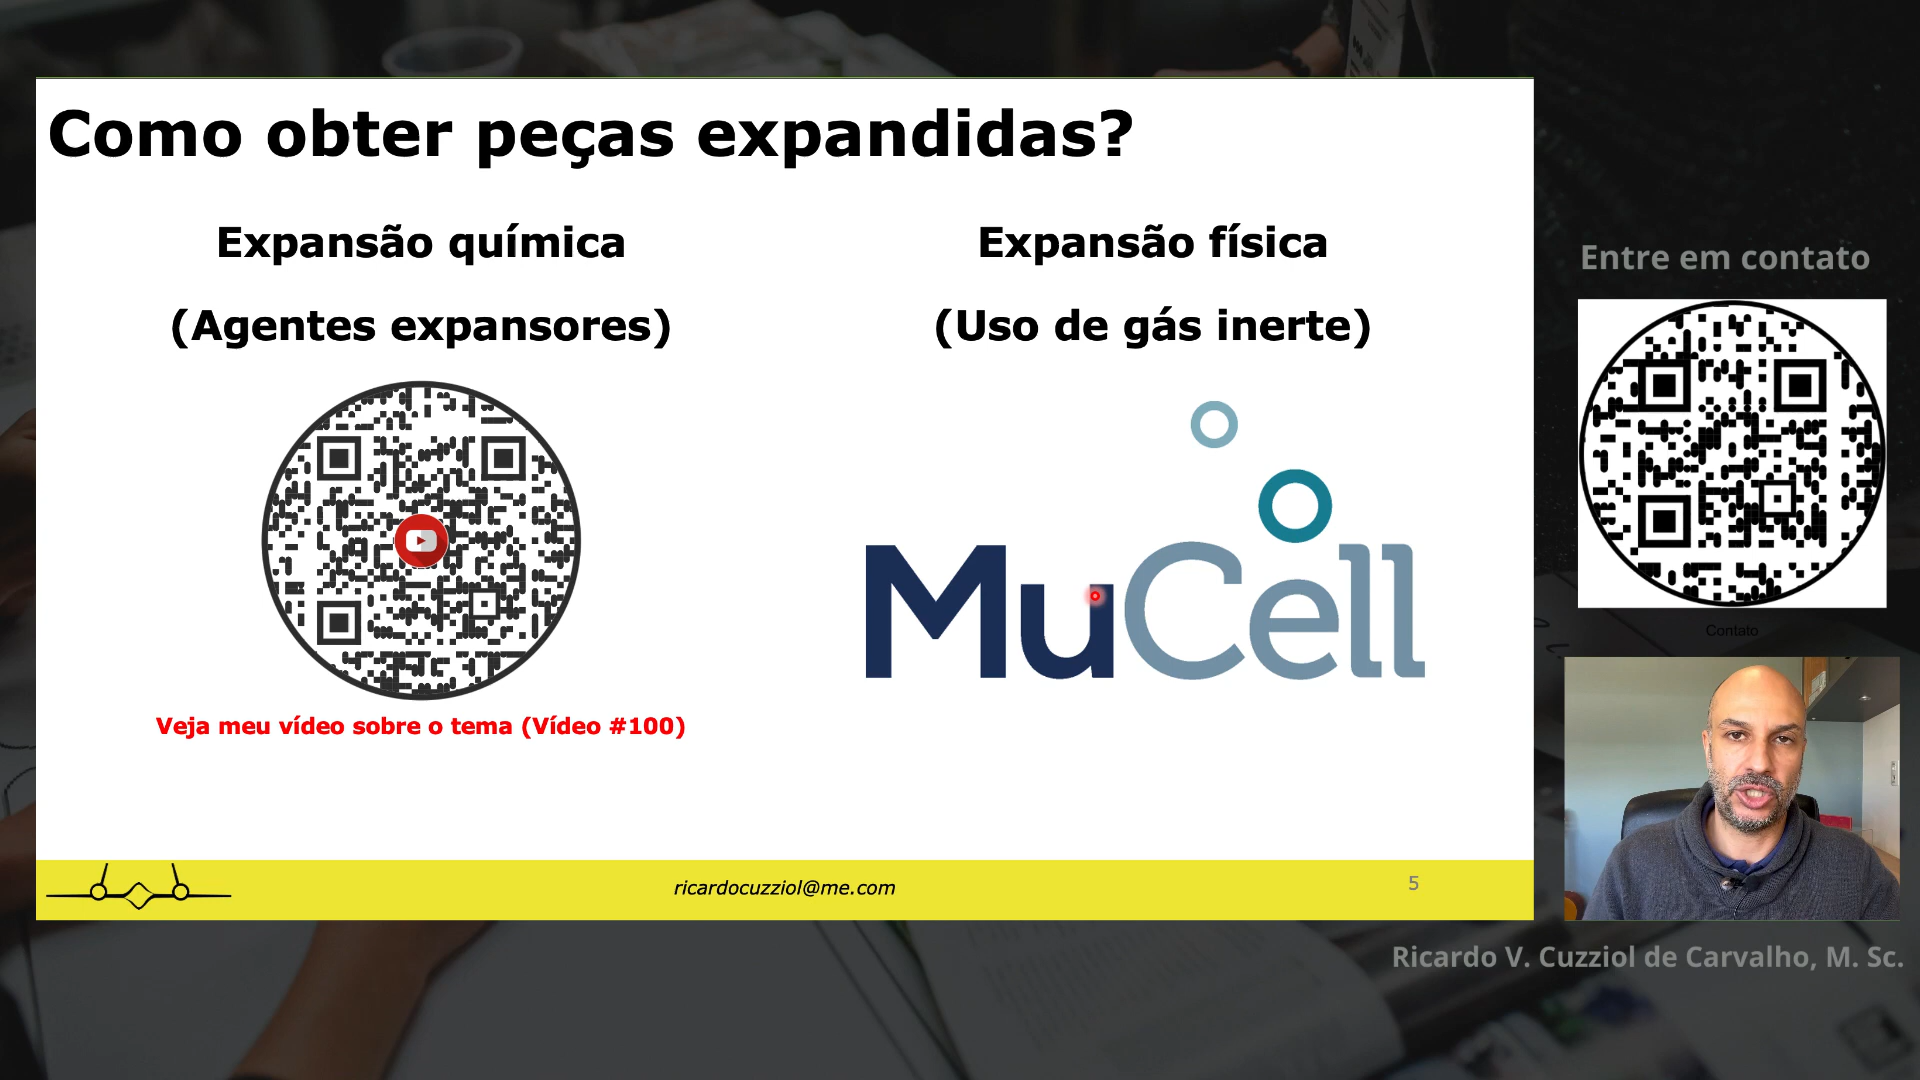 Como obter peças expandidas?
Expansão química
(Agentes expansores)
Veja meu vídeo sobre o tema (Vídeo #100)
Expansão física
(Uso de gás inerte)
MuCell
ricardocuzziol@me.com
5
Entre em contato
Contato
Ricardo V. Cuzziol de Carvalho, M. Sc.